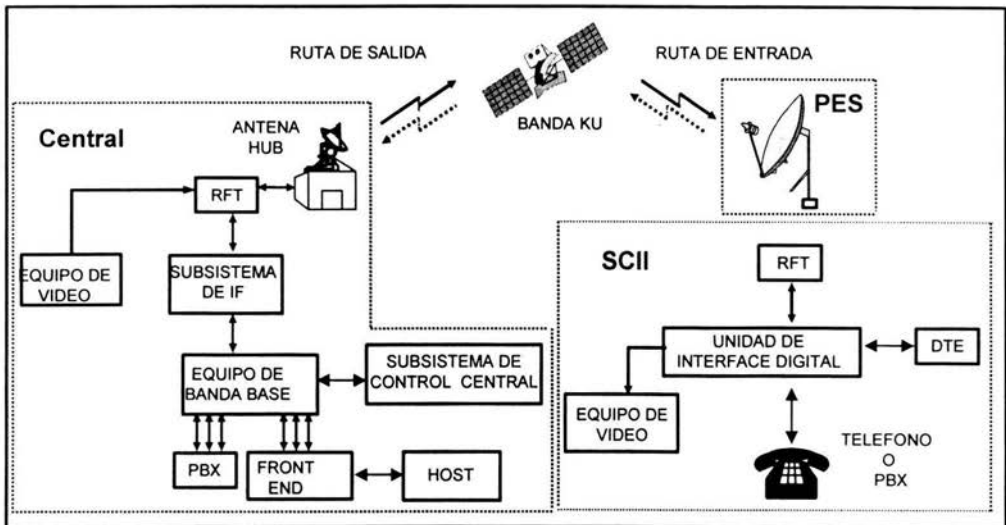 RUTA DE SALIDA
RUTA DE ENTRADA
BANDA KU
PES
Central
ANTENA
HUB
RFT
EQUIPO DE
VIDEO
SUBSISTEMA
DE IF
EQUIPO DE
BANDA BASE
SUBSISTEMA DE
CONTROL CENTRAL
PBX
FRONT
END
HOST
SCII
RFT
UNIDAD DE
INTERFACE DIGITAL
DTE
EQUIPO DE
VIDEO
TELEFONO
O
PBX